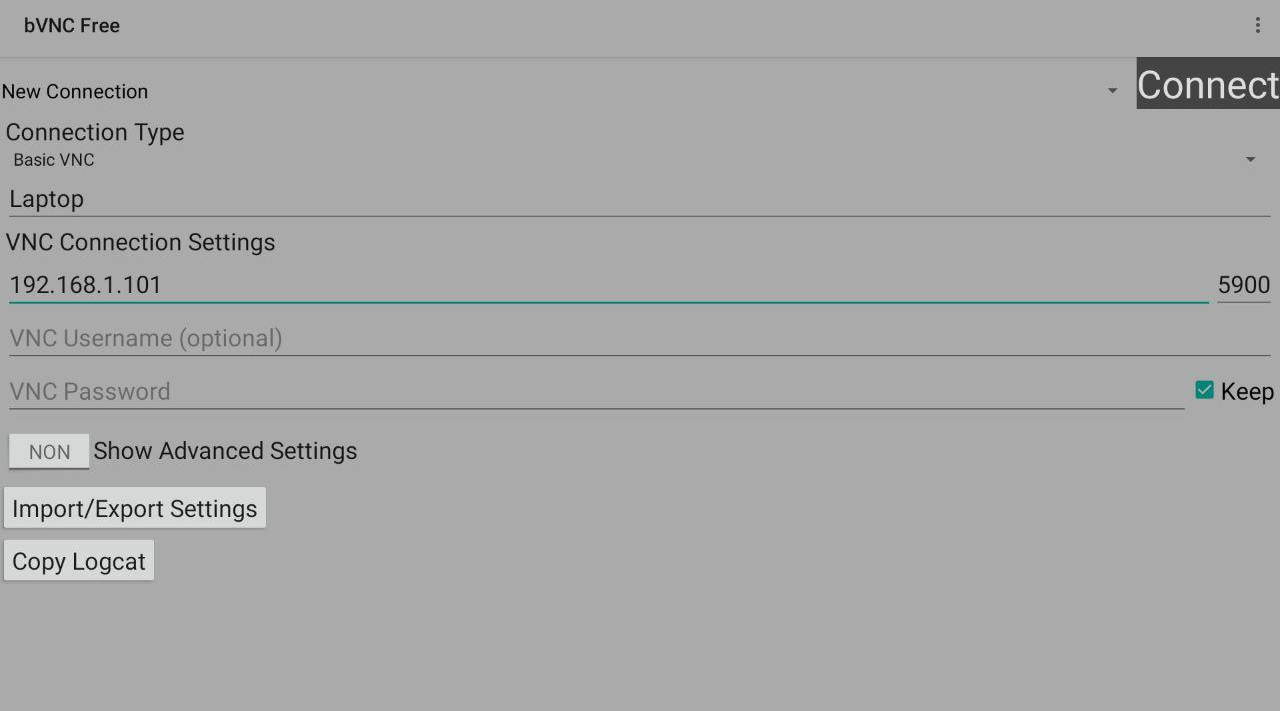 bVNC Free
New Connection
Connect
Connection Type
Basic VNC
Laptop
VNC Connection Settings
192.168.1.101 5900
VNC Username (optional)
VNC Password Keep
NON Show Advanced Settings
Import/Export Settings
Copy Logcat